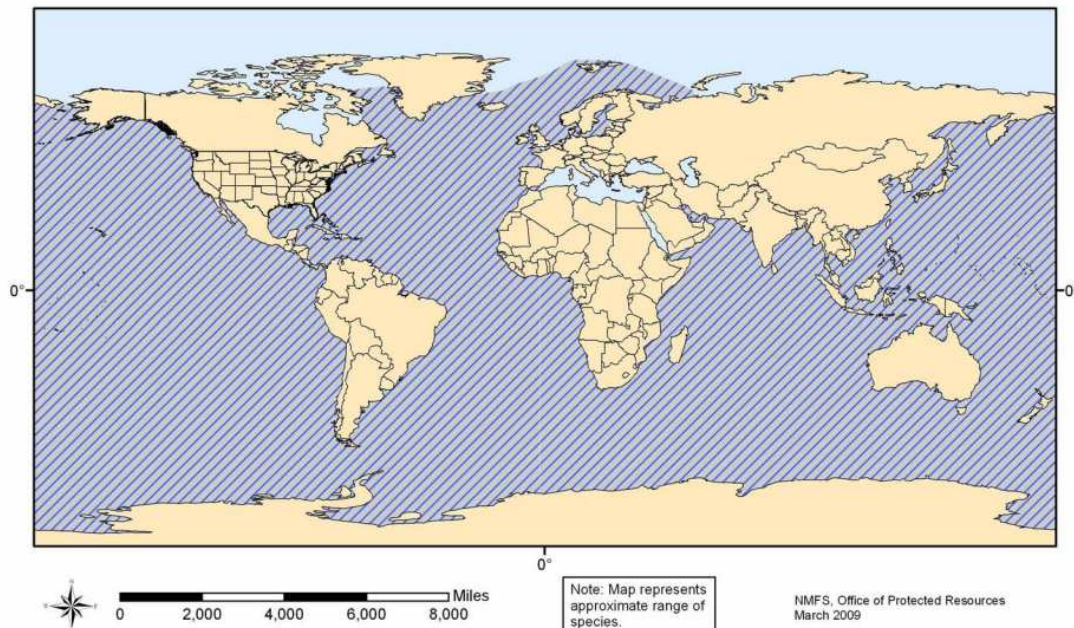 0°
0
0°
Miles
0
2,000
4,000
6,000
8,000
Note: Map represents
approximate range of
species.
NMFS, Office of Protected Resources
March 2009